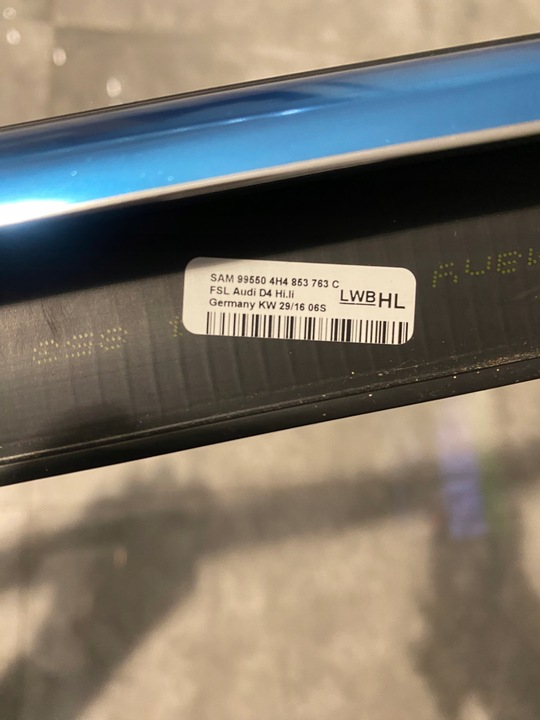 SAM 99550 4H4 853 763 C
FSL Audi D4 Hi.li
LWB HL
Germany KW 29/16 06S